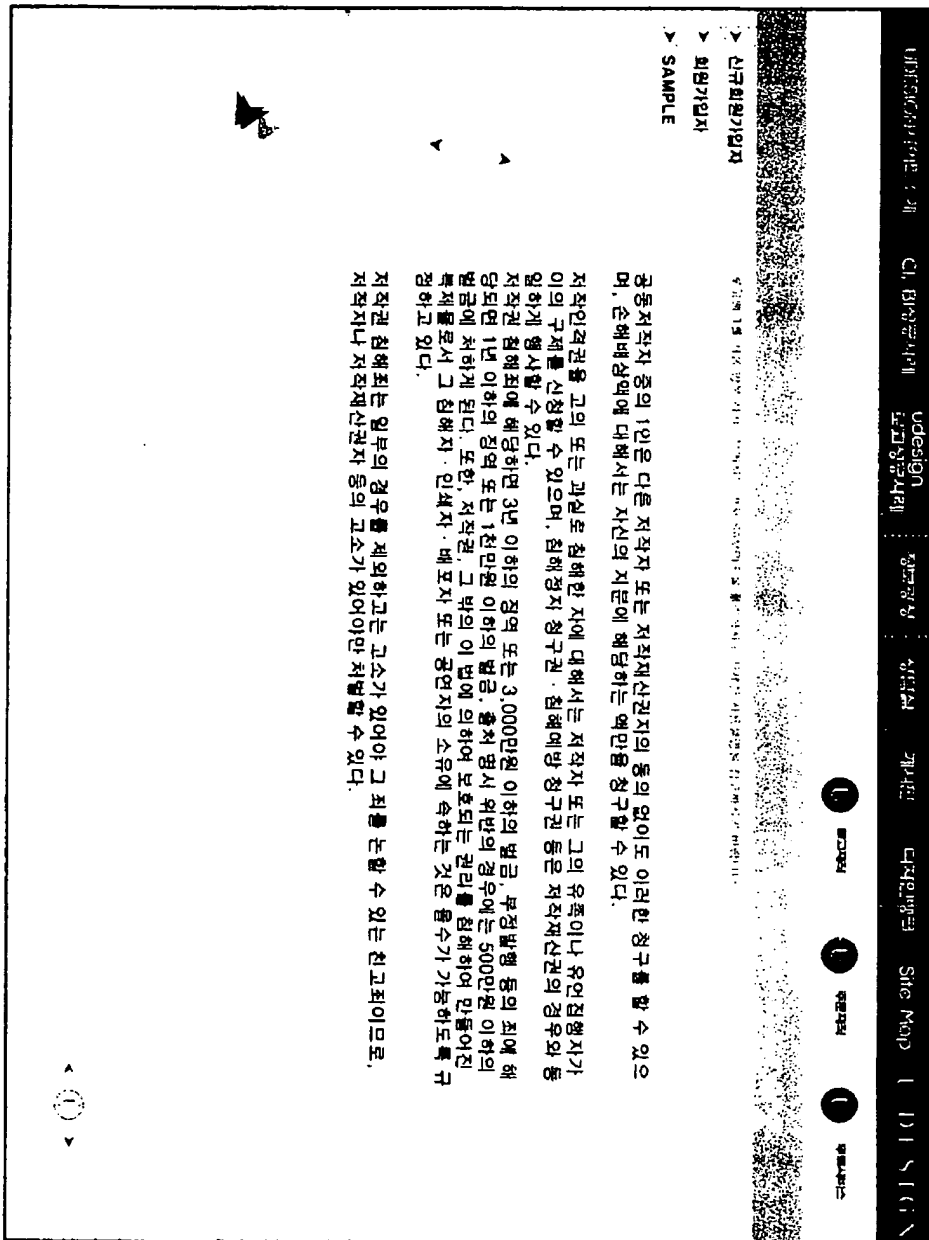 udesign
Site Map
신규회원가입자
회원가입자
SAMPLE
공동저작자 중의 1인은 다른 저작자 또는 저작재산권자의 동의 없이도 이러한 청구를 할 수 있으
며, 손해배상액에 대해서는 자신의 지분에 해당하는 액만을 청구할 수 있다.
저작인격권을 고의 또는 과실로 침해한 자에 대해서는 저작자 또는 그의 유족이나 유언집행자가
이의 구제를 신청할 수 있으며, 침해정지 청구권 · 침해예방 청구권 등은 저작재산권의 경우와 동
일하게 행사할 수 있다.
저작권 침해죄에 해당하면 3년 이하의 징역 또는 3,000만원 이하의 벌금, 부정발행 등의 죄에 해
당되면 1년 이하의 징역 또는 1천만원 이하의 벌금, 출처 명시 위반의 경우에는 500만원 이하의
벌금에 처하게 된다. 또한, 저작권, 그 밖의 이 법에 의하여 보호되는 권리를 침해하여 만들어진
복제물로서 그 침해자 · 인쇄자 · 배포자 또는 공연자의 소유에 속하는 것은 몰수가 가능하도록 규
정하고 있다.
저작권 침해죄는 일부의 경우를 제외하고는 고소가 있어야 그 죄를 논할 수 있는 친고죄이므로,
저작자나 저작재산권자 등의 고소가 있어야만 처벌할 수 있다.